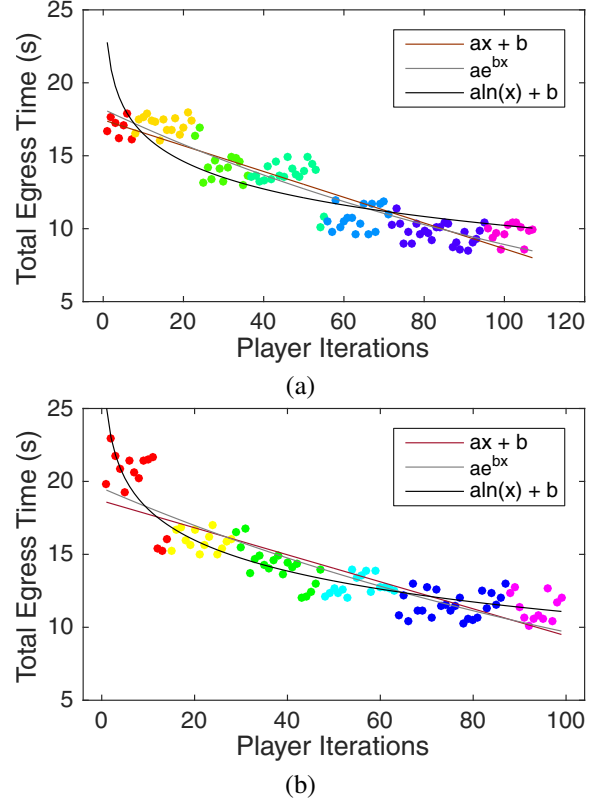 25
20
15
10
5
Total Egress Time (s)
ax + b
ae^bx
aln(x) + b
0 20 40 60 80 100 120
Player Iterations
(a)
25
20
15
10
5
Total Egress Time (s)
ax + b
ae^bx
aln(x) + b
0 20 40 60 80 100
Player Iterations
(b)